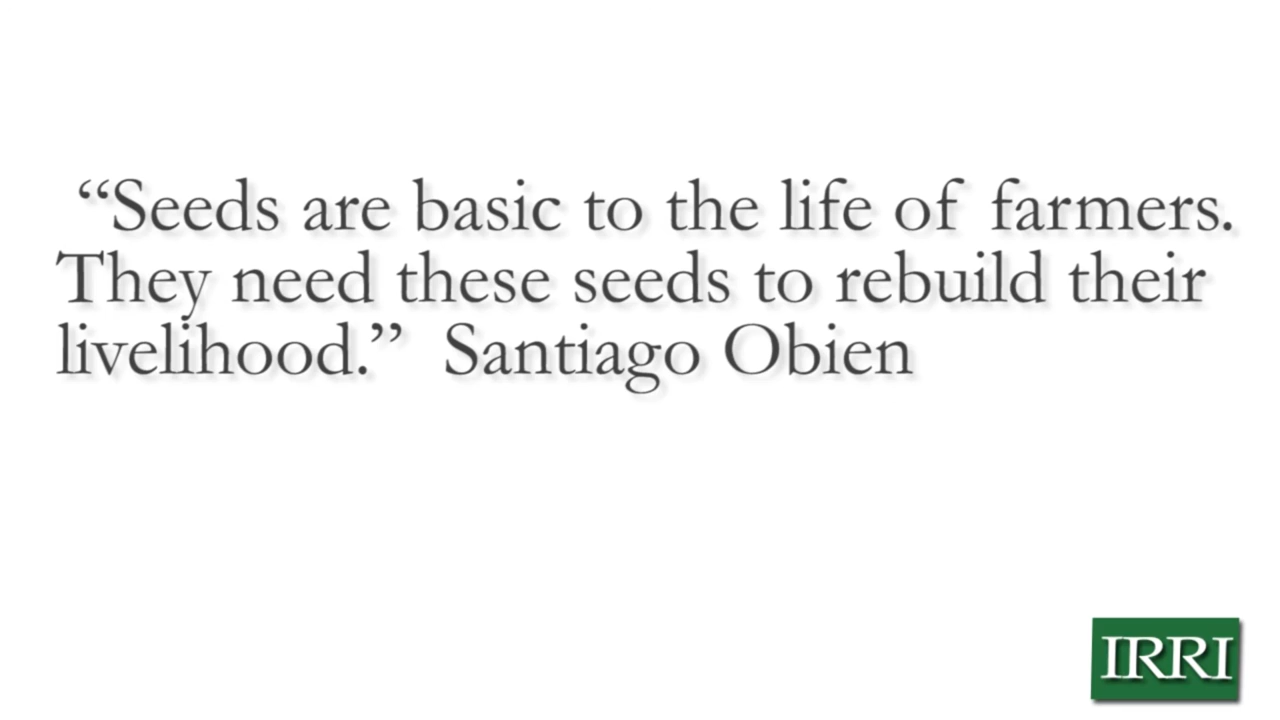 “Seeds are basic to the life of farmers.
They need these seeds to rebuild their
livelihood.” Santiago Obien
IRRI